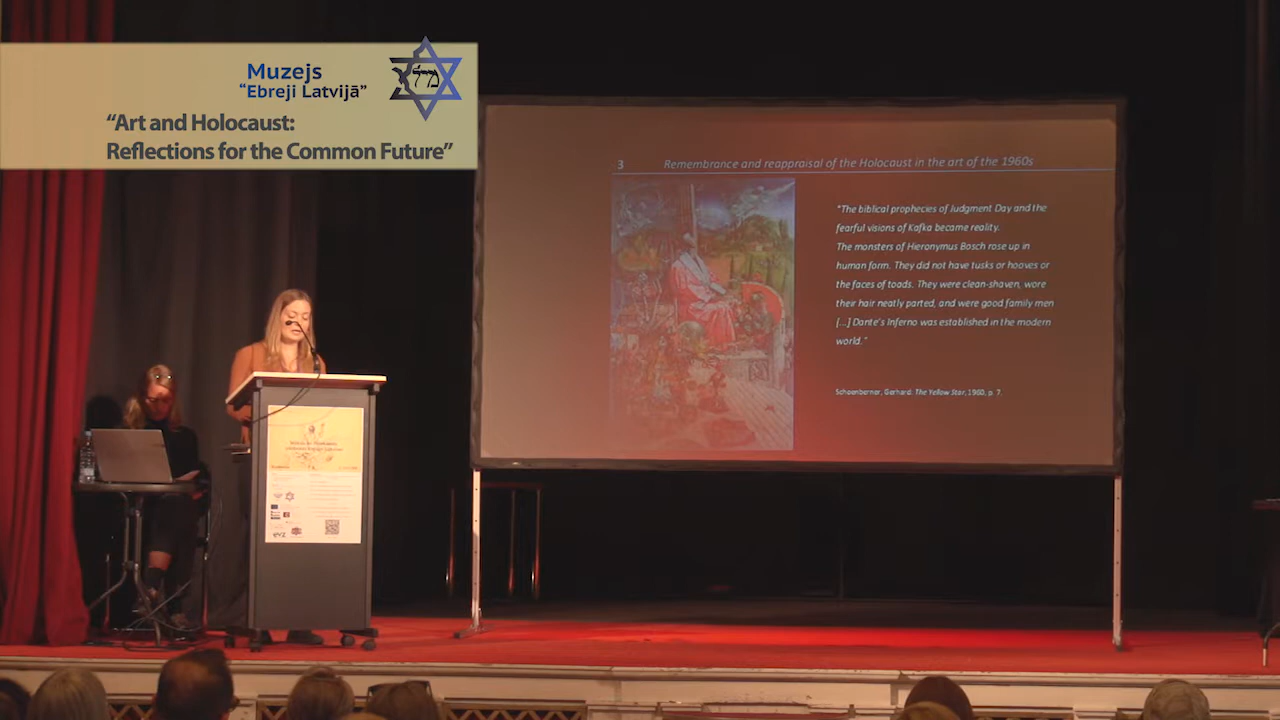 Muzejs
“Ebreji Latvijā”
“Art and Holocaust:
Reflections for the Common Future”
3 Remembrance and reappraisal of the Holocaust in the art of the 1960s
“The biblical prophecies of Judgment Day and the
fearful visions of Kafka became reality.
The monsters of Hieronymus Bosch rose up in
human form. They did not have tusks or hooves or
the faces of toads. They were clean-shaven, wore
their hair neatly parted, and were good family men
[...] Dante’s Inferno was established in the modern
world.”
Schoenberner, Gerhard: The Yellow Star, 1960, p. 7.
evz